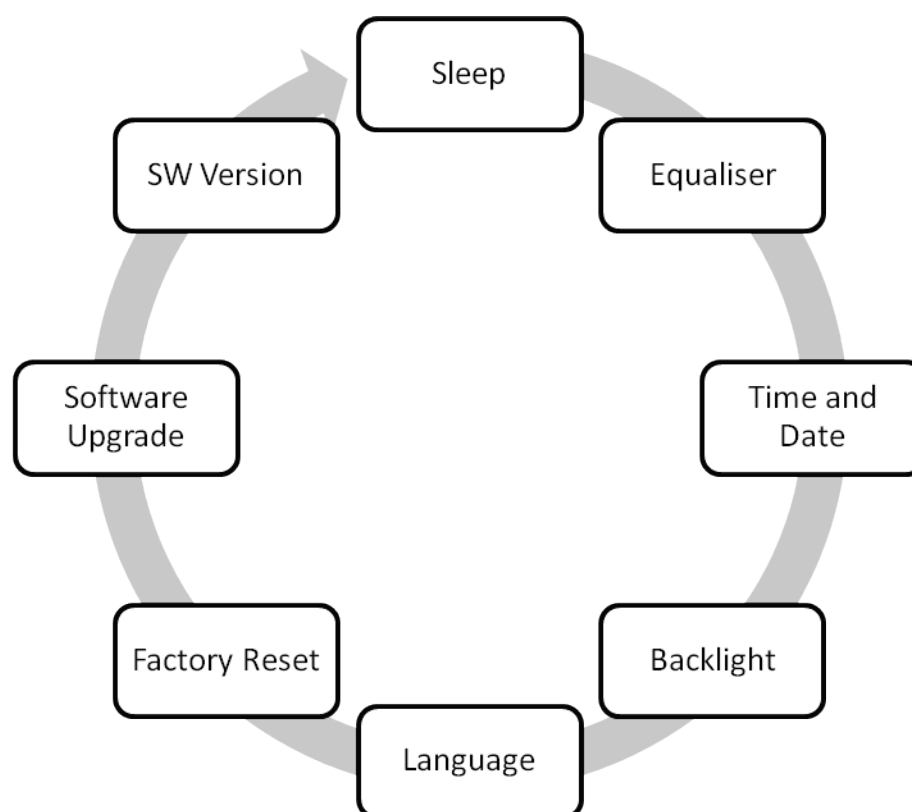 Sleep
Equaliser
Time and
Date
Backlight
Language
Factory Reset
Software
Upgrade
SW Version